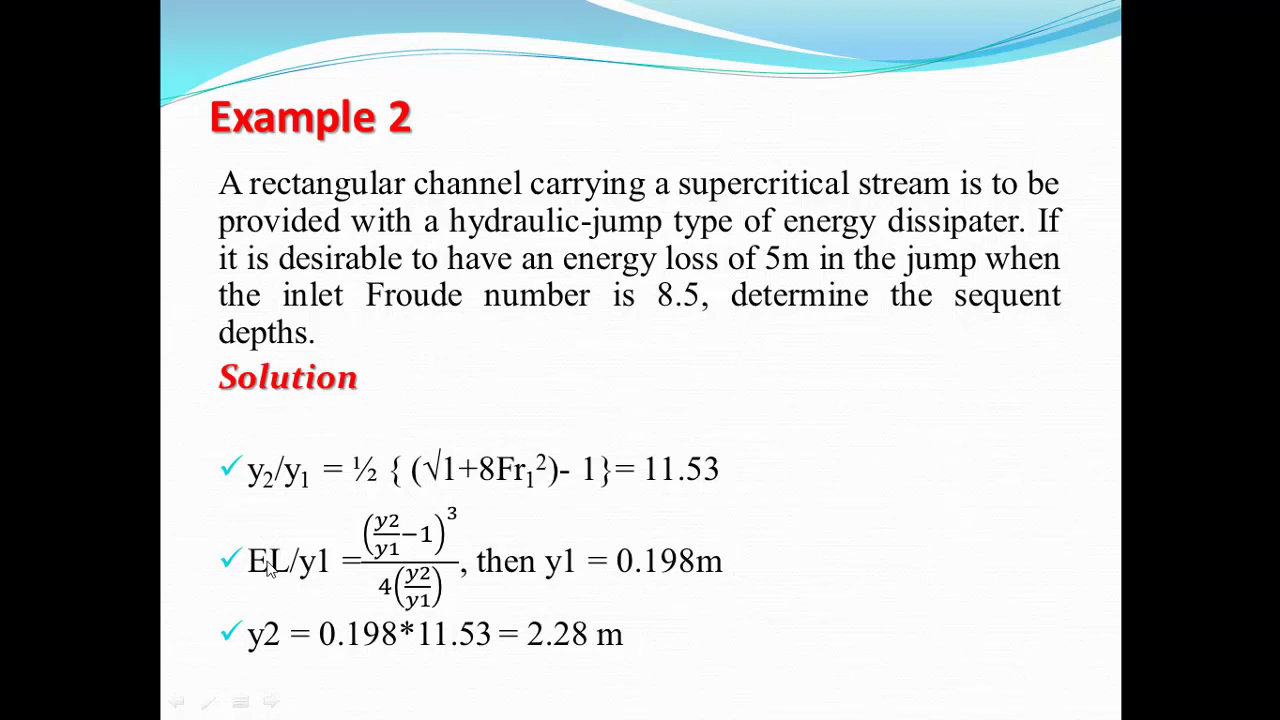 Example 2
A rectangular channel carrying a supercritical stream is to be
provided with a hydraulic-jump type of energy dissipater. If
it is desirable to have an energy loss of 5m in the jump when
the inlet Froude number is 8.5, determine the sequent
depths.
Solution
✓ y₂/y₁ = ½ { (√1+8Fr₁²)- 1}= 11.53
✓ EL/y1 = (y2/y1 −1)³ / 4(y2/y1), then y1 = 0.198m
✓ y2 = 0.198*11.53 = 2.28 m